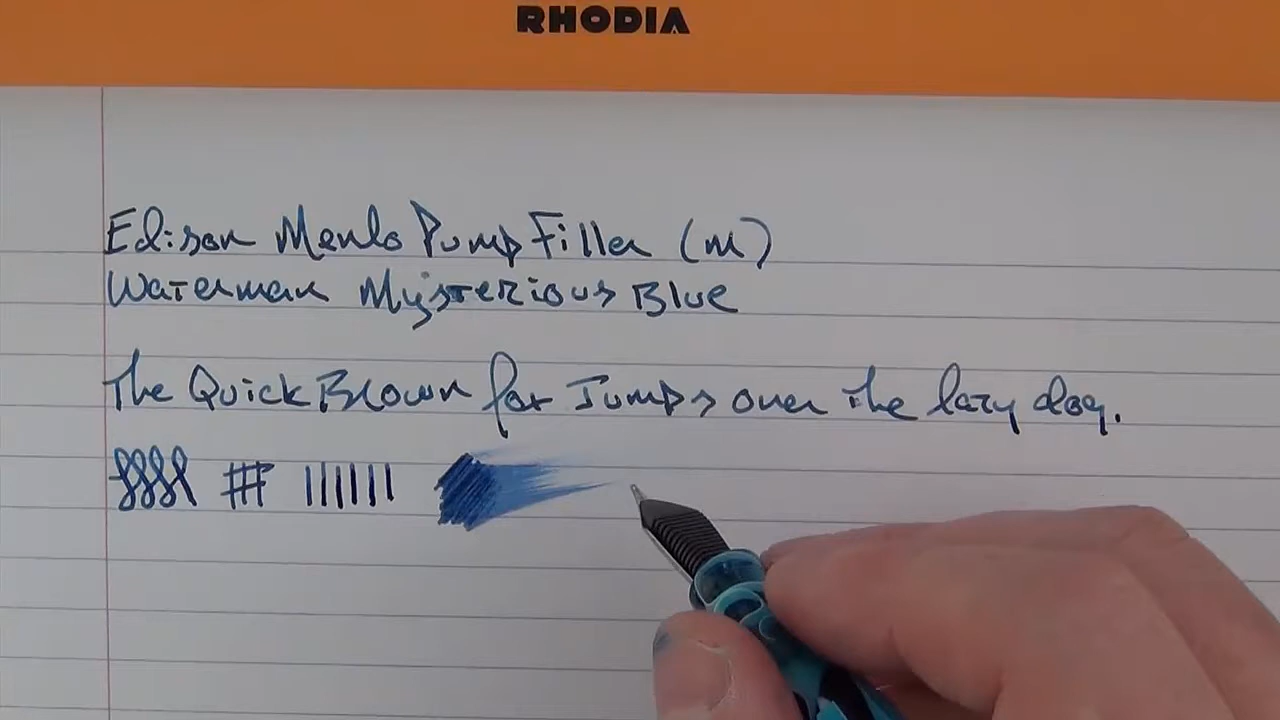 RHODIA
Edison Menlo Pump Filler (M)
Waterman Mysterious Blue
The Quick Brown fox Jumps over the lazy dog.